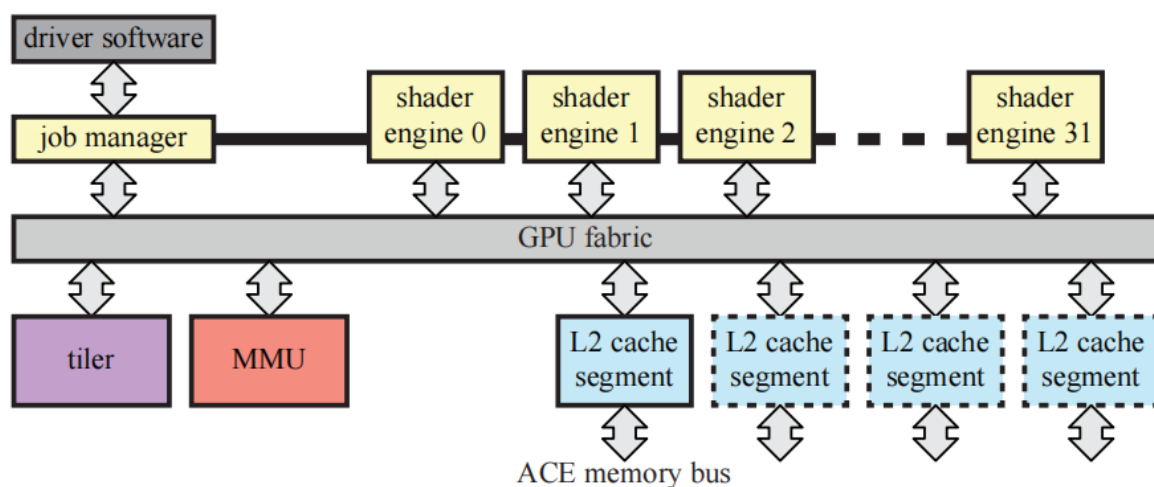 driver software
job manager
shader
engine 0
shader
engine 1
shader
engine 2
shader
engine 31
GPU fabric
tiler
MMU
L2 cache
segment
L2 cache
segment
L2 cache
segment
L2 cache
segment
ACE memory bus